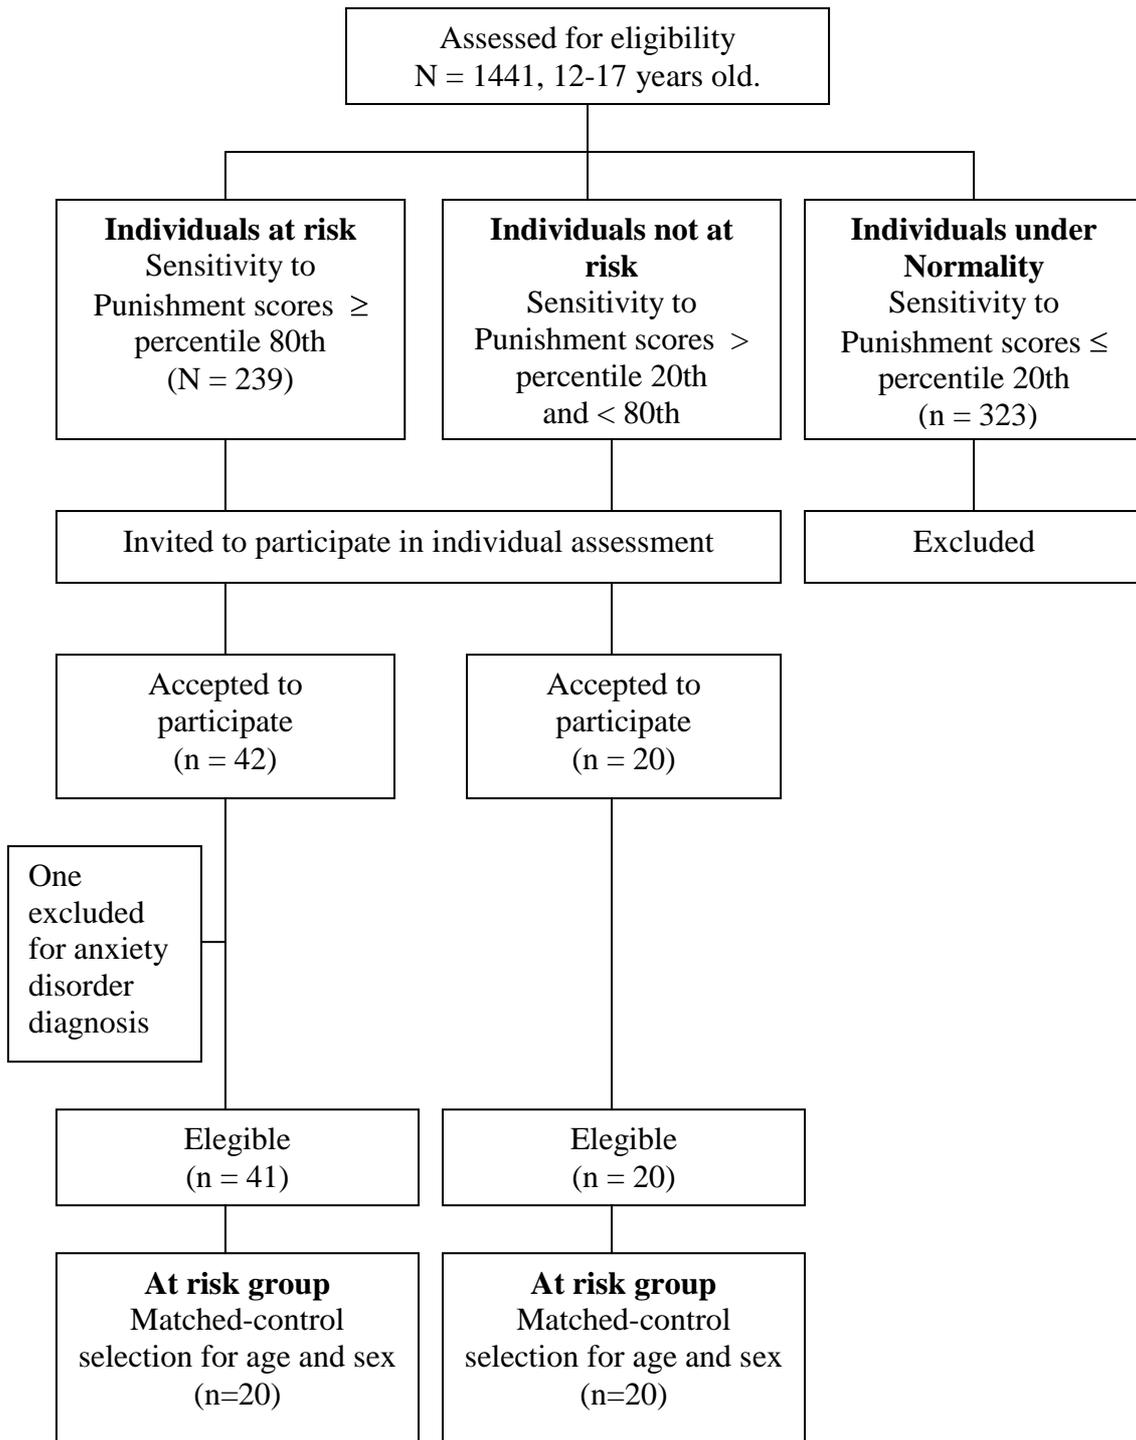 Assessed for eligibility
N = 1441, 12-17 years old.
Individuals at risk
Sensitivity to
Punishment scores ≥
percentile 80th
(N = 239)
Individuals not at
risk
Sensitivity to
Punishment scores >
percentile 20th
and < 80th
Individuals under
Normality
Sensitivity to
Punishment scores ≤
percentile 20th
(n = 323)
Invited to participate in individual assessment
Excluded
Accepted to
participate
(n = 42)
Accepted to
participate
(n = 20)
One
excluded
for anxiety
disorder
diagnosis
Elegible
(n = 41)
Elegible
(n = 20)
At risk group
Matched-control
selection for age and sex
(n=20)
At risk group
Matched-control
selection for age and sex
(n=20)